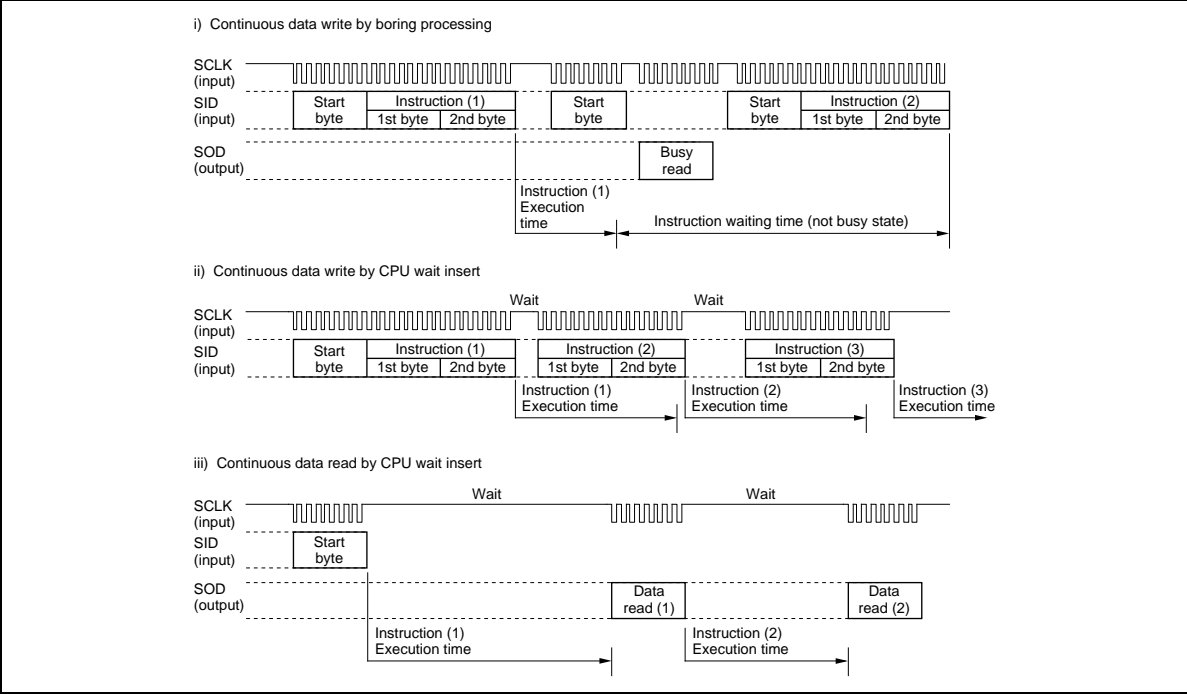 i)  Continuous data write by boring processing
SCLK
(input)
SID
(input)
Start
byte
Instruction (1)
1st byte
2nd byte
Start
byte
Start
byte
Instruction (2)
1st byte
2nd byte
SOD
(output)
Busy
read
Instruction (1)
Execution
time
Instruction waiting time (not busy state)
ii)  Continuous data write by CPU wait insert
Wait
Wait
SCLK
(input)
SID
(input)
Start
byte
Instruction (1)
1st byte
2nd byte
Instruction (2)
1st byte
2nd byte
Instruction (3)
1st byte
2nd byte
Instruction (1)
Execution time
Instruction (2)
Execution time
Instruction (3)
Execution time
iii)  Continuous data read by CPU wait insert
Wait
Wait
SCLK
(input)
SID
(input)
Start
byte
SOD
(output)
Data
read (1)
Data
read (2)
Instruction (1)
Execution time
Instruction (2)
Execution time